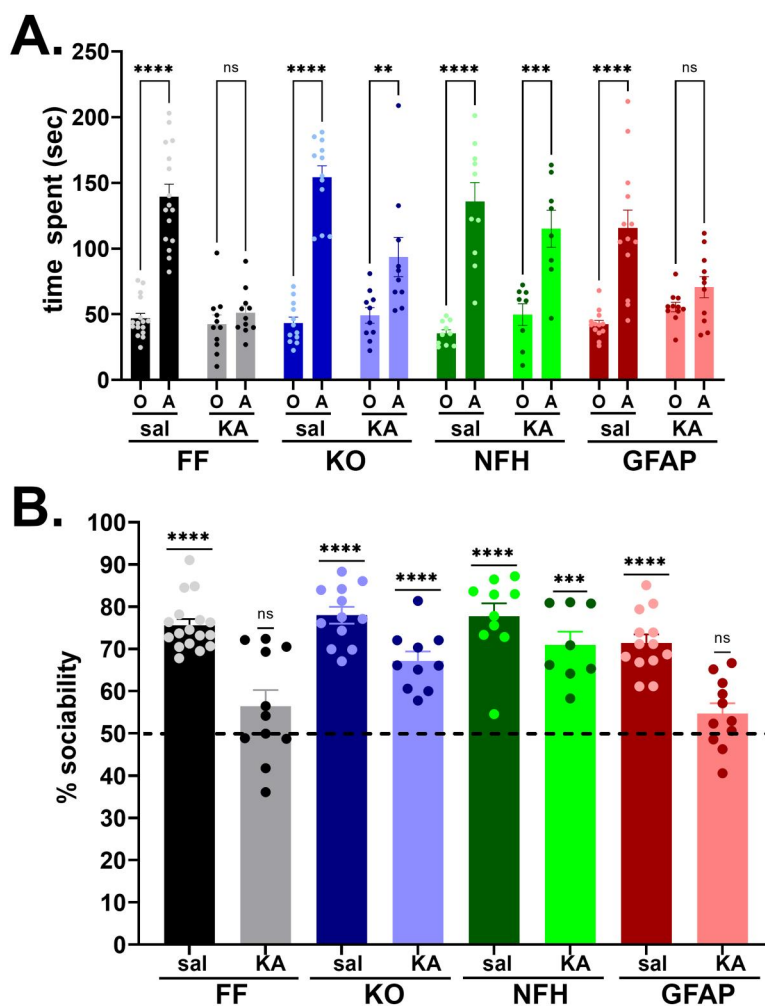 A.
time spent (sec)
250
200
150
100
50
0
**** ns **** ** **** *** **** ns
O A O A O A O A O A O A O A O A
sal KA sal KA sal KA sal KA
FF KO NFH GFAP
B.
% sociability
100
90
80
70
60
50
40
30
20
10
0
**** ns **** **** **** *** **** ns
sal KA sal KA sal KA sal KA
FF KO NFH GFAP